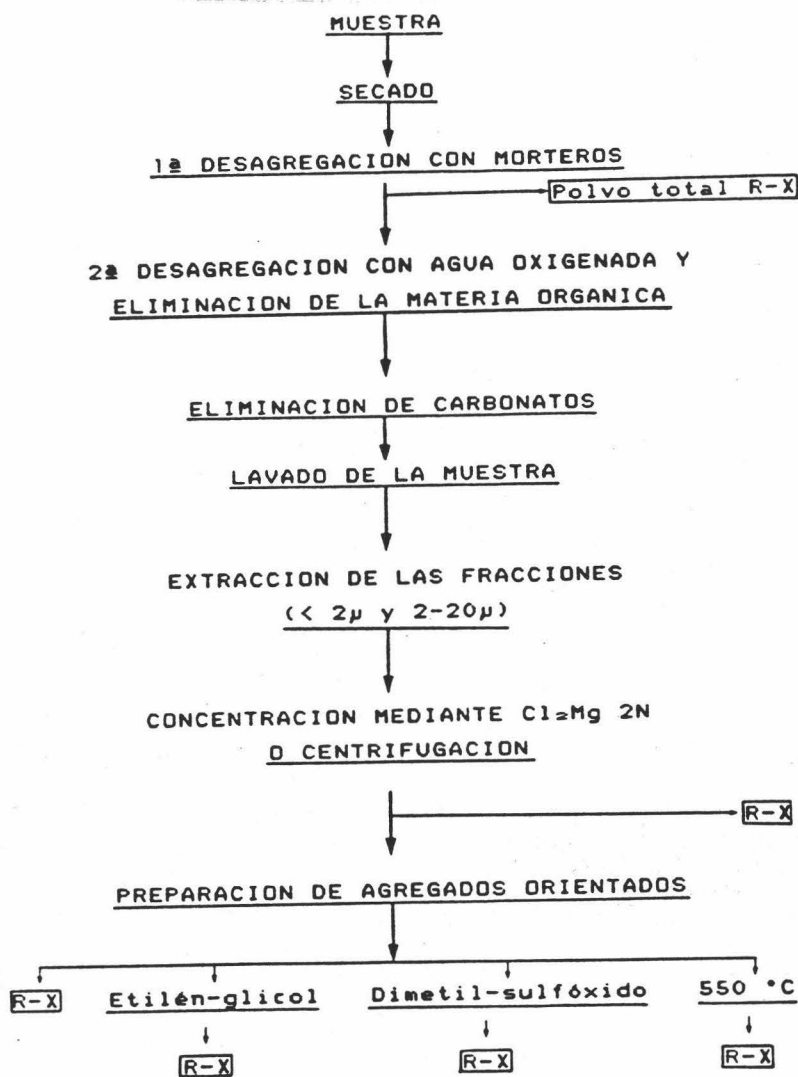 MUESTRA
SECADO
1ª DESAGREGACION CON MORTEROS
Polvo total R-X
2ª DESAGREGACION CON AGUA OXIGENADA Y
ELIMINACION DE LA MATERIA ORGANICA
ELIMINACION DE CARBONATOS
LAVADO DE LA MUESTRA
EXTRACCION DE LAS FRACCIONES
(< 2µ y 2-20µ)
CONCENTRACION MEDIANTE Cl₂Mg 2N
O CENTRIFUGACION
R-X
PREPARACION DE AGREGADOS ORIENTADOS
R-X Etilén-glicol Dimetil-sulfóxido 550 °C
R-X R-X R-X